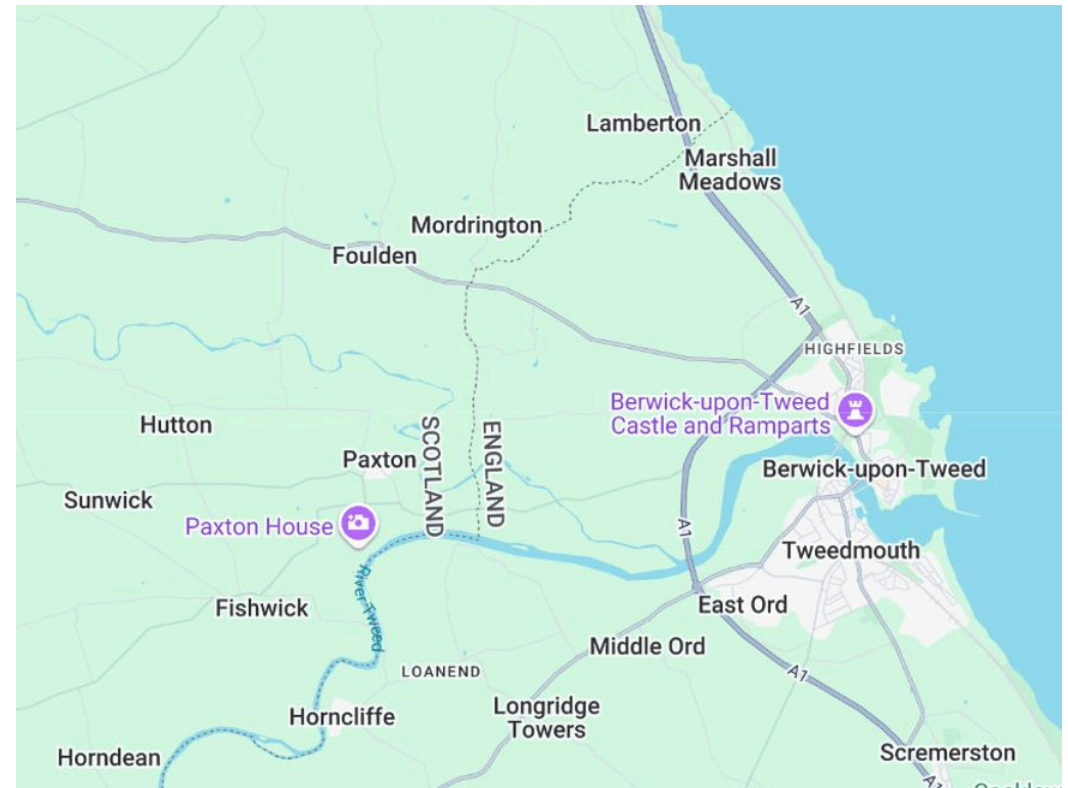 Lamberton
Marshall
Meadows
Mordrington
Foulden
A1
HIGHFIELDS
Berwick-upon-Tweed
Castle and Ramparts
Hutton
SCOTLAND
ENGLAND
Paxton
Berwick-upon-Tweed
Sunwick
Paxton House
A1
Tweedmouth
River Tweed
Fishwick
East Ord
Middle Ord
LOANEND
A1
Horncliffe
Longridge
Towers
Horndean
Scremerston
A1